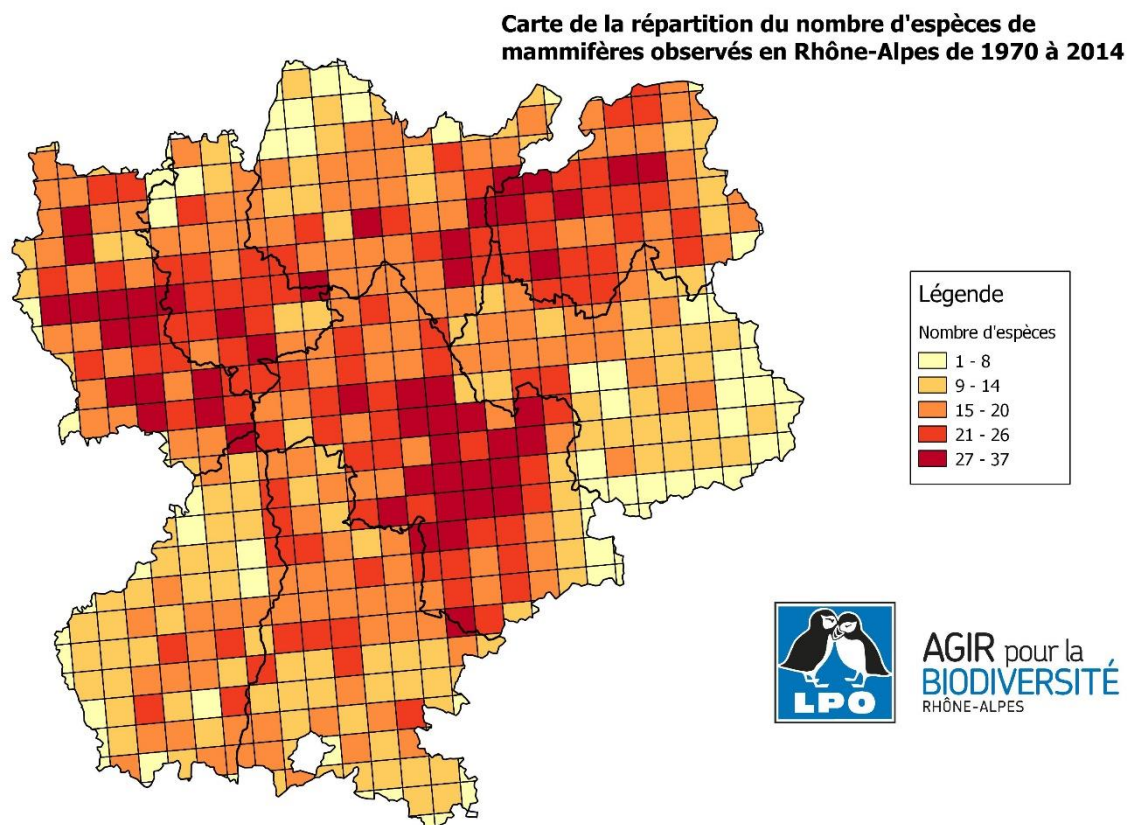 Carte de la répartition du nombre d'espèces de
mammifères observés en Rhône-Alpes de 1970 à 2014
Légende
Nombre d'espèces
1 - 8
9 - 14
15 - 20
21 - 26
27 - 37
LPO
AGIR pour la
BIODIVERSITÉ
RHÔNE-ALPES